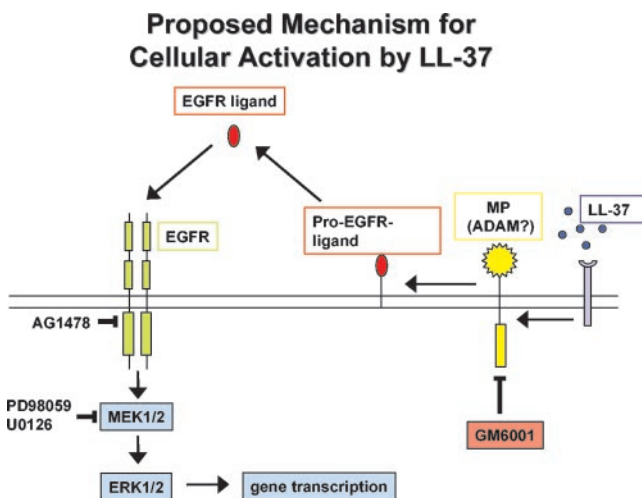 Proposed Mechanism for
Cellular Activation by LL-37
EGFR ligand
EGFR
Pro-EGFR-
ligand
MP
(ADAM?)
LL-37
AG1478
PD98059
U0126
MEK1/2
GM6001
ERK1/2
gene transcription